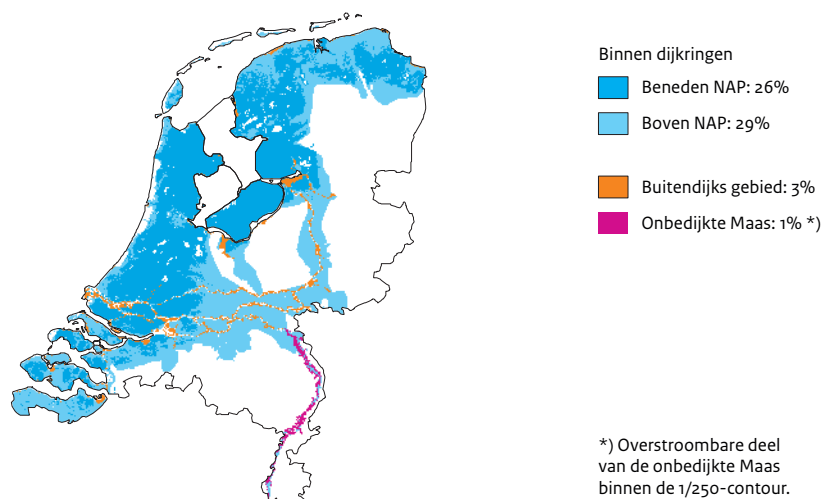 Binnen dijkringen
Beneden NAP: 26%
Boven NAP: 29%
Buitendijks gebied: 3%
Onbedijkte Maas: 1% *)
*) Overstroombare deel
van de onbedijkte Maas
binnen de 1/250-contour.